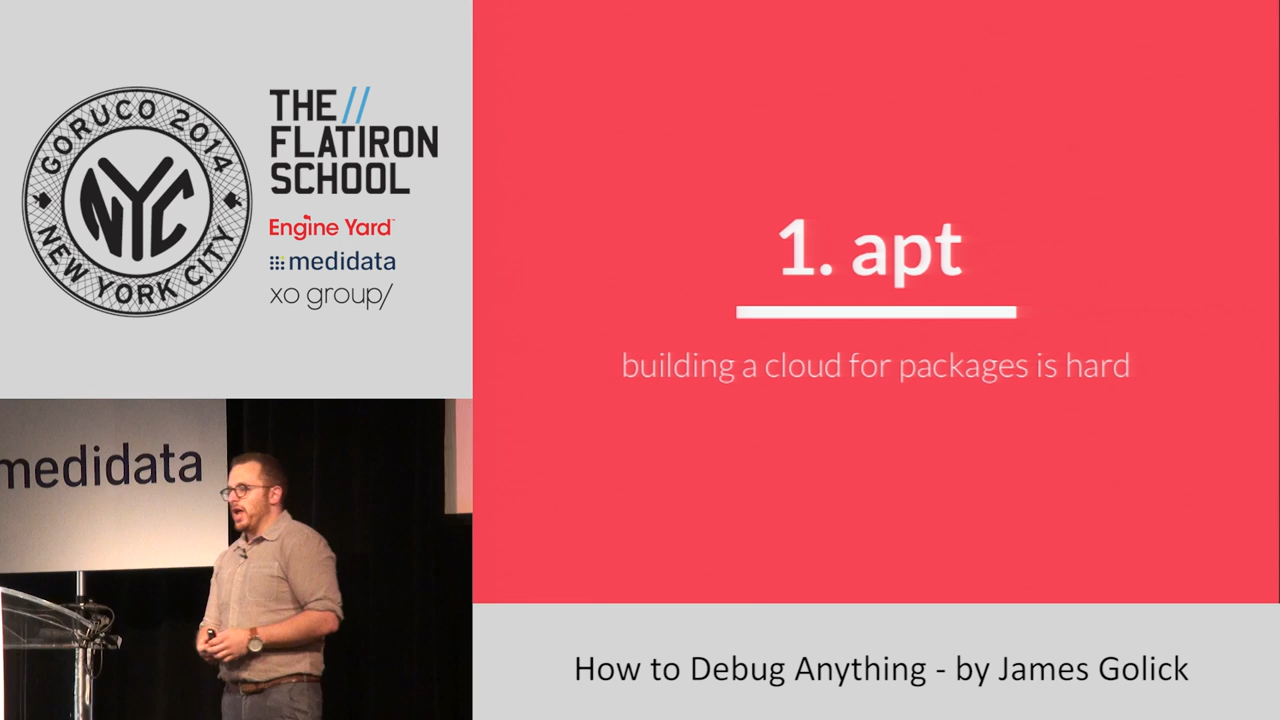 GORUCO 2014
NYC
NEW YORK CITY
THE//
FLATIRON
SCHOOL
Engine Yard
medidata
xo group/
1. apt
building a cloud for packages is hard
medidata
How to Debug Anything - by James Golick